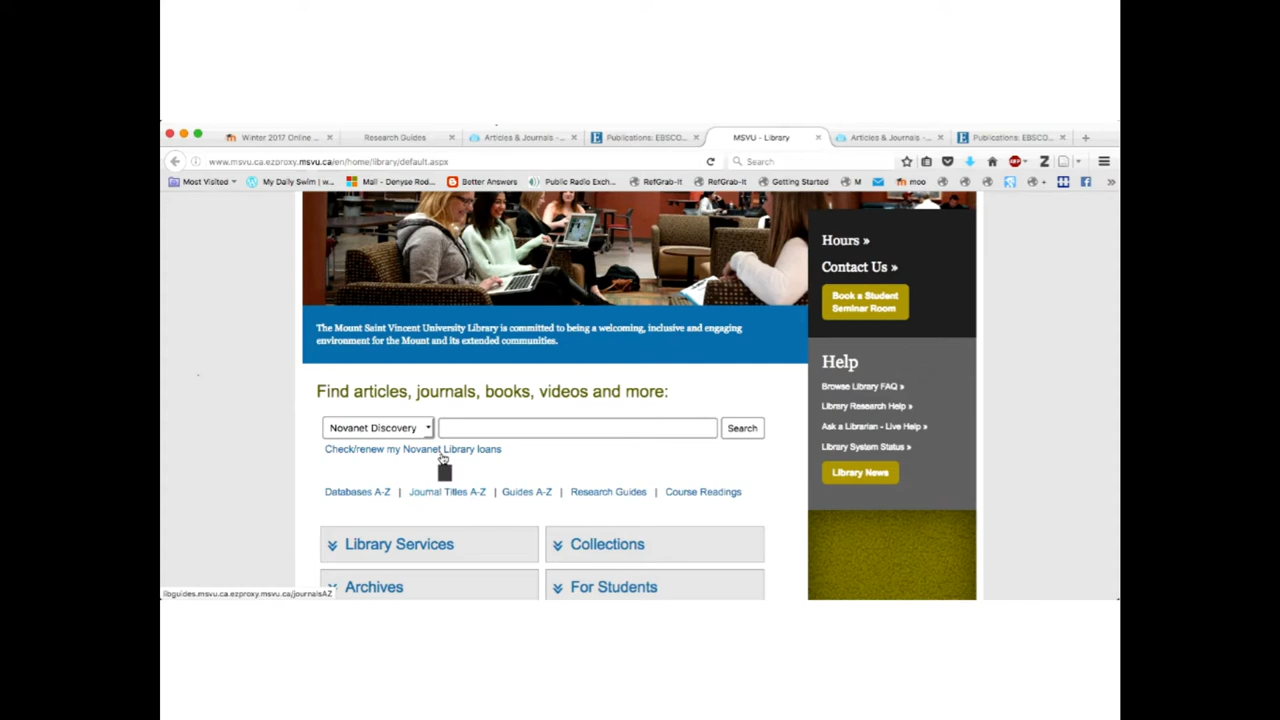 Winter 2017 Online ...
Research Guides
Articles & Journals - ...
Publications: EBSCO...
MSVU - Library
Articles & Journals - ...
Publications: EBSCO...
www.msvu.ca.ezproxy.msvu.ca/en/home/library/default.aspx
Search
Most Visited
My Daily Swim | w...
Mail - Denyse Rod...
Better Answers
Public Radio Exch...
RefGrab-It
RefGrab-It
Getting Started
M
moo
Hours »
Contact Us »
Book a Student
Seminar Room
The Mount Saint Vincent University Library is committed to being a welcoming, inclusive and engaging
environment for the Mount and its extended communities.
Help
Browse Library FAQ »
Library Research Help »
Ask a Librarian - Live Help »
Library System Status »
Library News
Find articles, journals, books, videos and more:
Novanet Discovery
Search
Check/renew my Novanet Library loans
Databases A-Z | Journal Titles A-Z | Guides A-Z | Research Guides | Course Readings
Library Services
Collections
Archives
For Students
libguides.msvu.ca.ezproxy.msvu.ca/journalsAZ